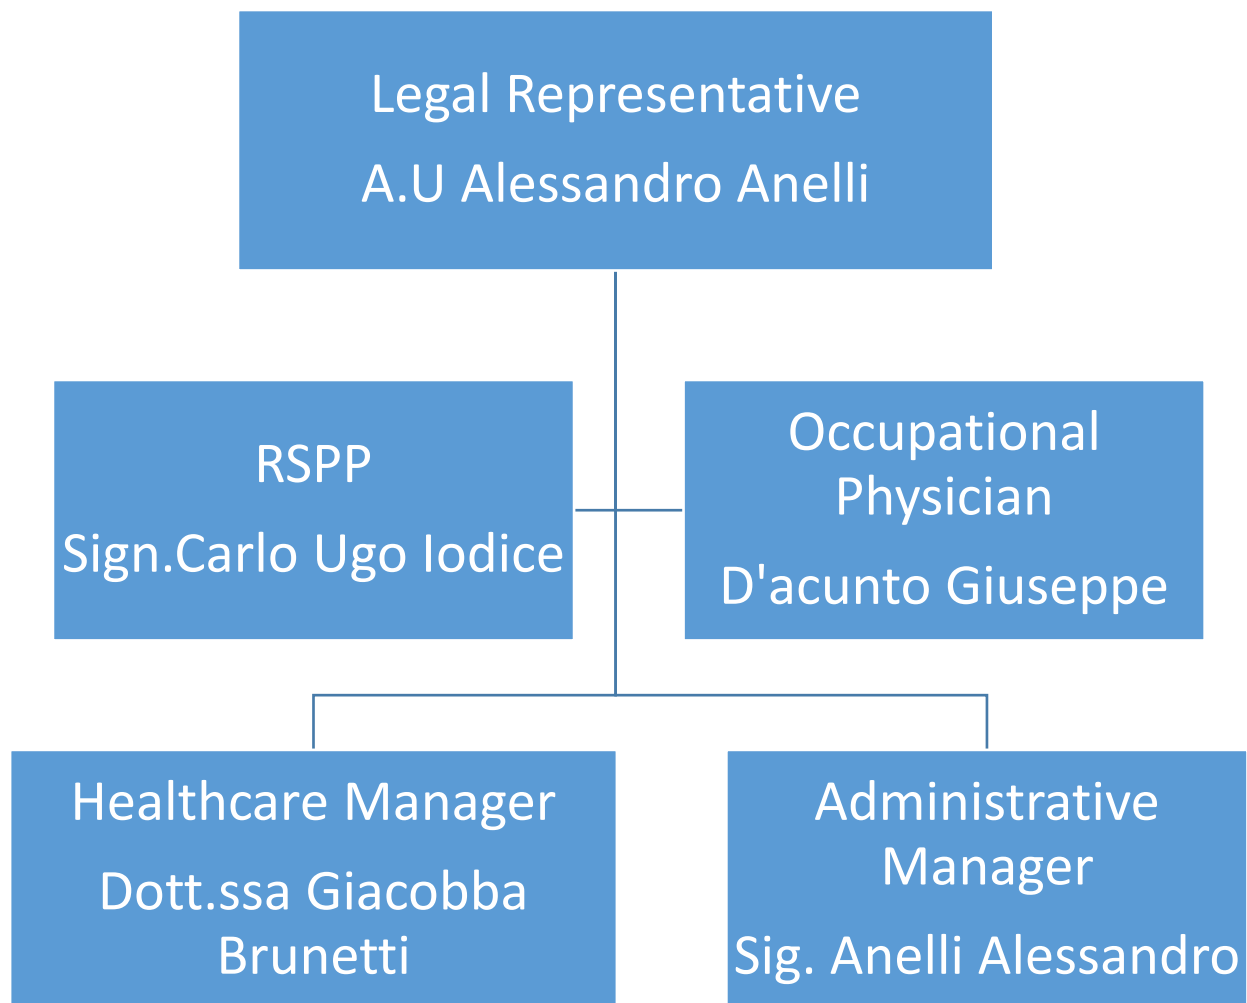 Legal Representative
A.U Alessandro Anelli
RSPP
Sign.Carlo Ugo Iodice
Occupational
Physician
D'acunto Giuseppe
Healthcare Manager
Dott.ssa Giacobba
Brunetti
Administrative
Manager
Sig. Anelli Alessandro